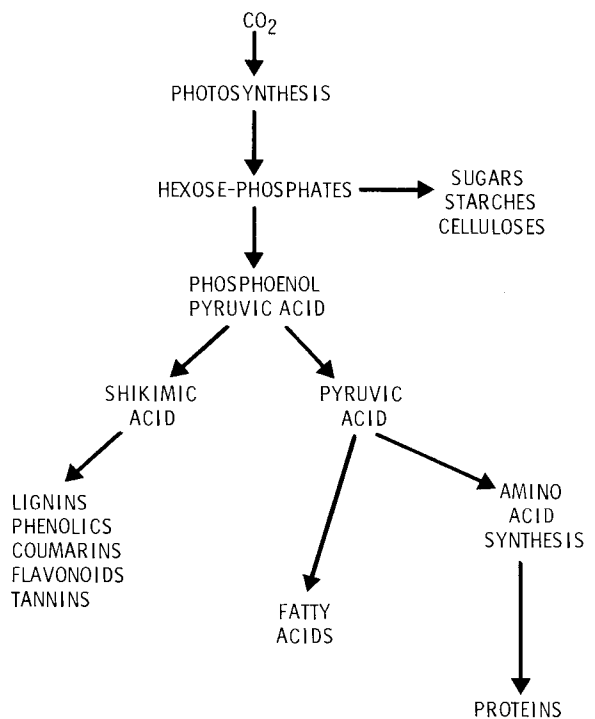 CO2
PHOTOSYNTHESIS
HEXOSE-PHOSPHATES
SUGARS
STARCHES
CELLULOSES
PHOSPHOENOL
PYRUVIC ACID
SHIKIMIC
ACID
PYRUVIC
ACID
LIGNINS
PHENOLICS
COUMARINS
FLAVONOIDS
TANNINS
FATTY
ACIDS
AMINO
ACID
SYNTHESIS
PROTEINS